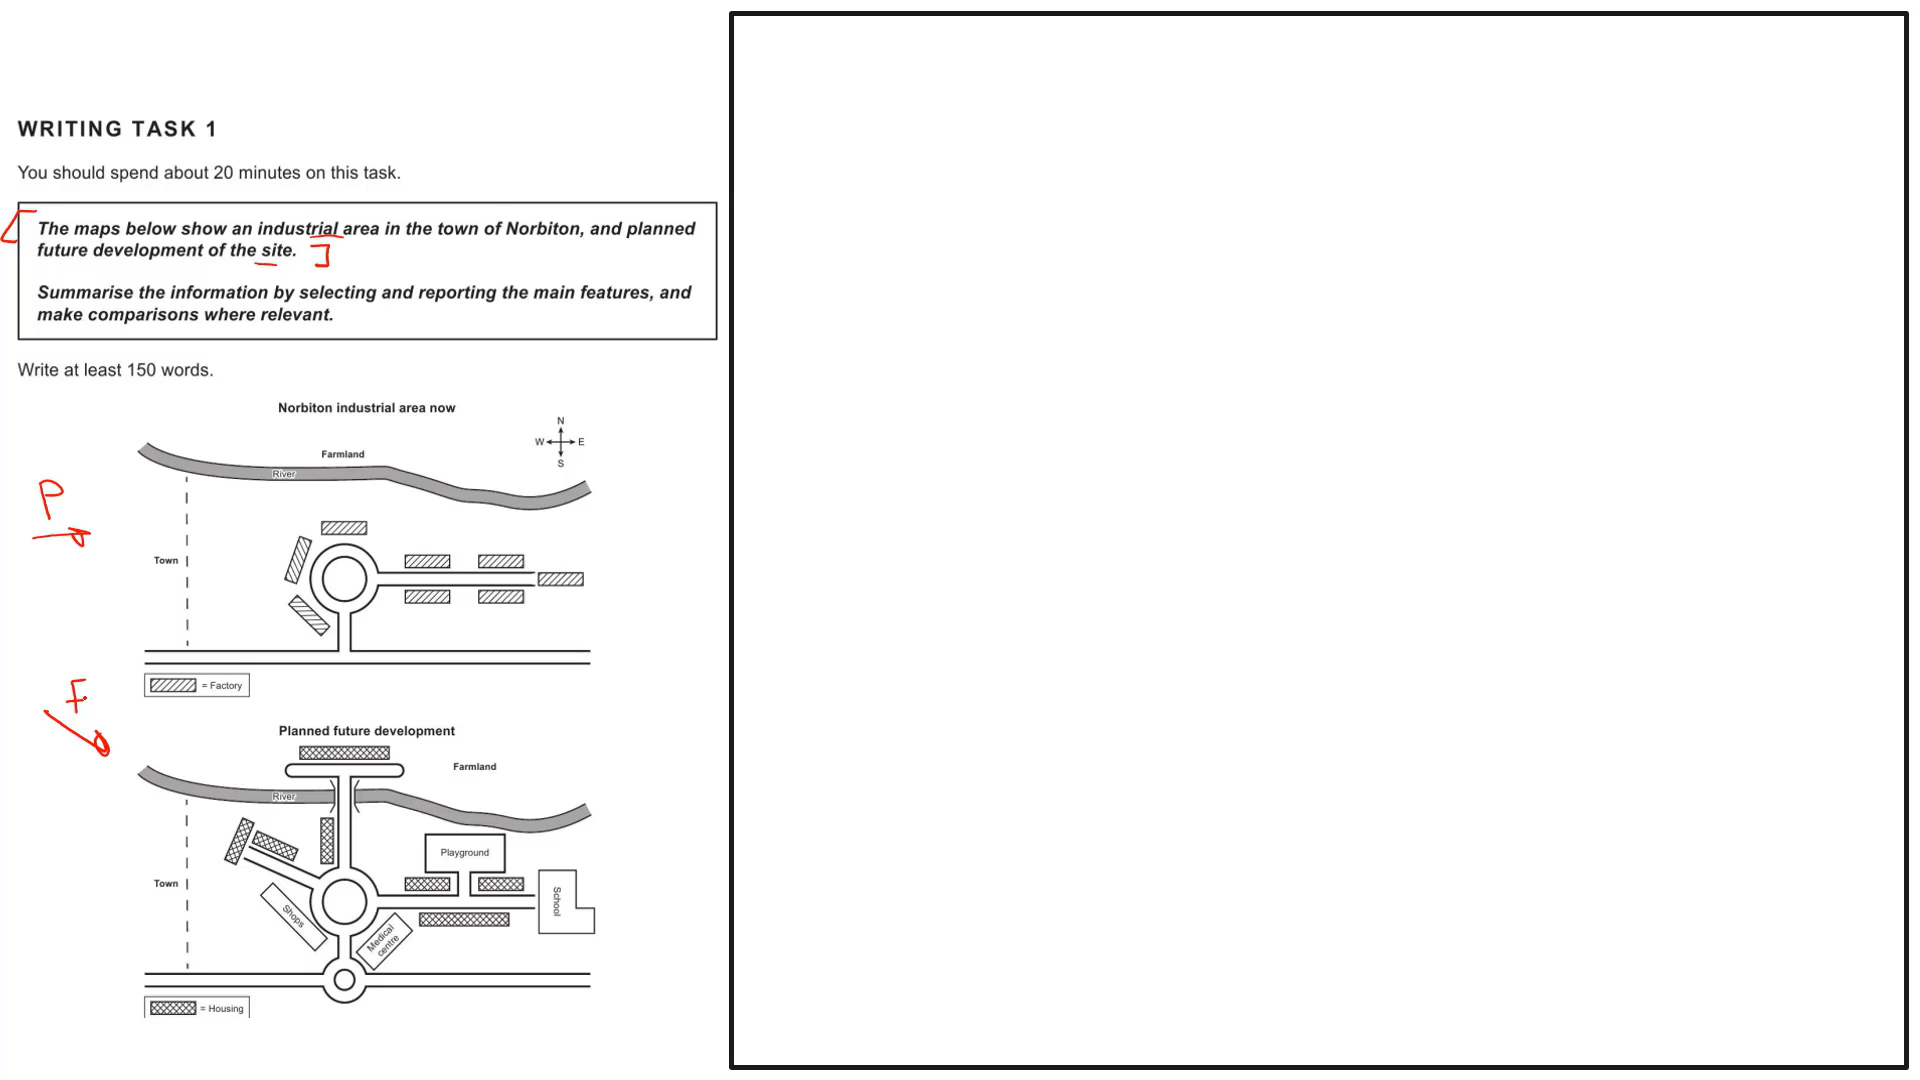 WRITING TASK 1
You should spend about 20 minutes on this task.
The maps below show an industrial area in the town of Norbiton, and planned
future development of the site.
Summarise the information by selecting and reporting the main features, and
make comparisons where relevant.
Write at least 150 words.
Norbiton industrial area now
N
W E
S
Farmland
River
P
Town
= Factory
F
Planned future development
Farmland
River
Playground
Town
School
Shops
Medical
centre
= Housing